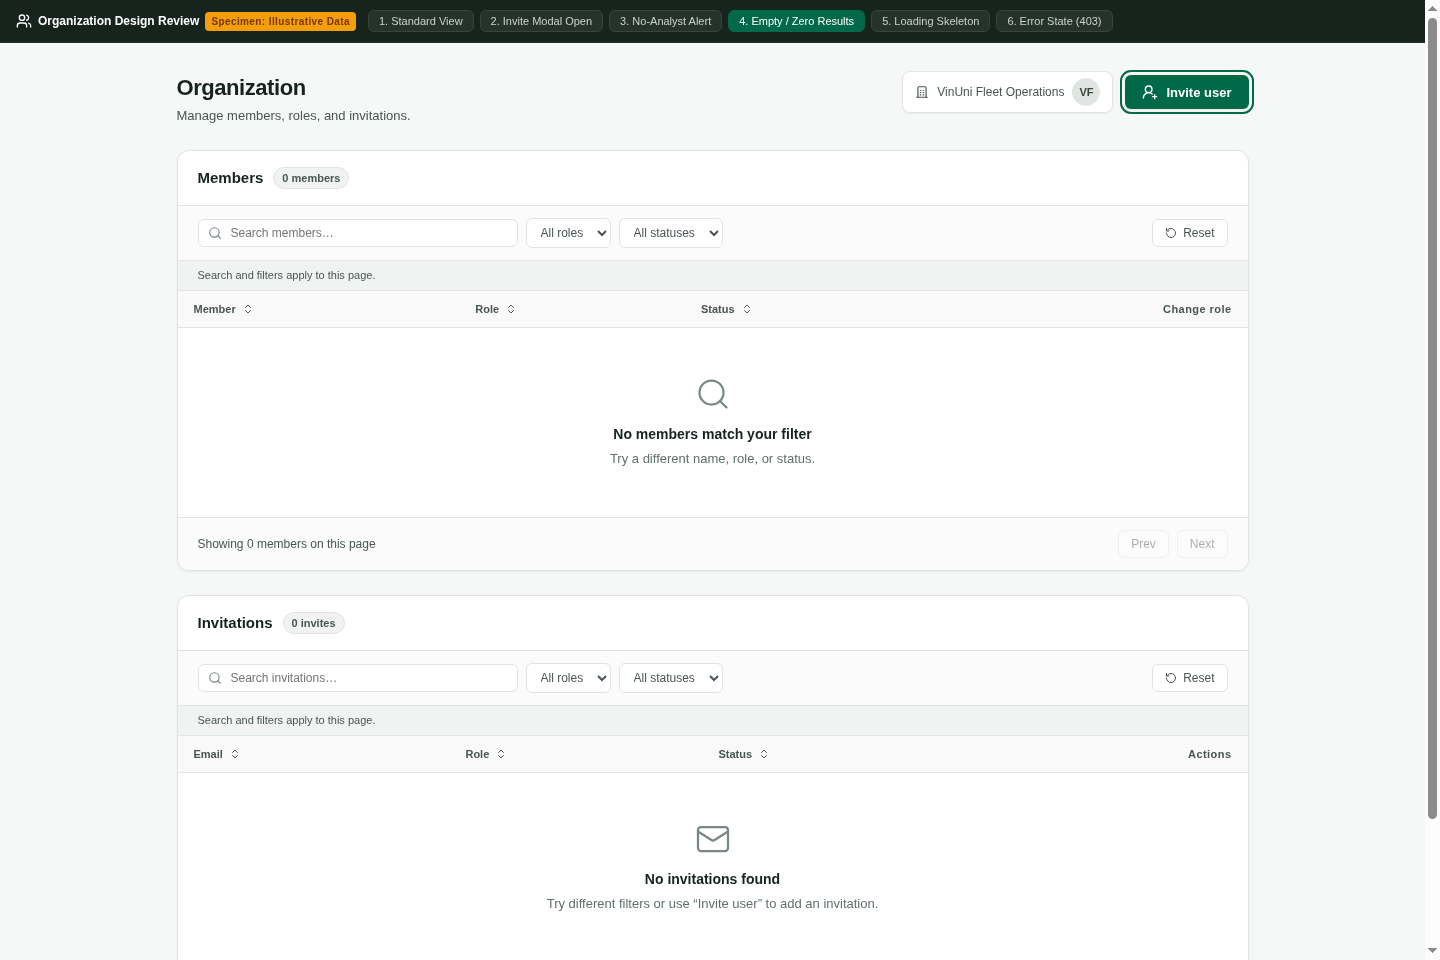 Organization Design Review Specimen: Illustrative Data 1. Standard View 2. Invite Modal Open 3. No-Analyst Alert 4. Empty / Zero Results 5. Loading Skeleton 6. Error State (403)
Organization
Manage members, roles, and invitations.
VinUni Fleet Operations VF Invite user
Members 0 members
Search members… All roles All statuses Reset
Search and filters apply to this page.
Member Role Status Change role
No members match your filter
Try a different name, role, or status.
Showing 0 members on this page Prev Next
Invitations 0 invites
Search invitations… All roles All statuses Reset
Search and filters apply to this page.
Email Role Status Actions
No invitations found
Try different filters or use “Invite user” to add an invitation.